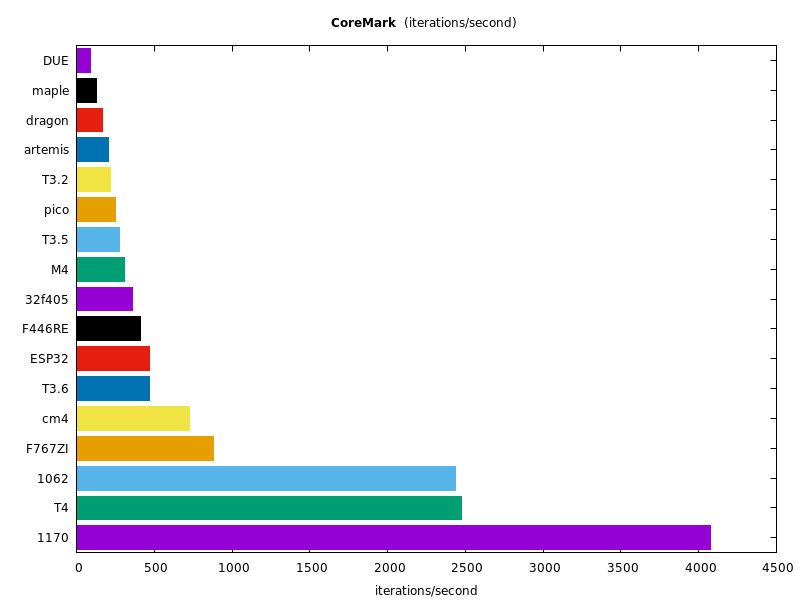 CoreMark (iterations/second)
DUE
maple
dragon
artemis
T3.2
pico
T3.5
M4
32f405
F446RE
ESP32
T3.6
cm4
F767ZI
1062
T4
1170
0 500 1000 1500 2000 2500 3000 3500 4000 4500
iterations/second